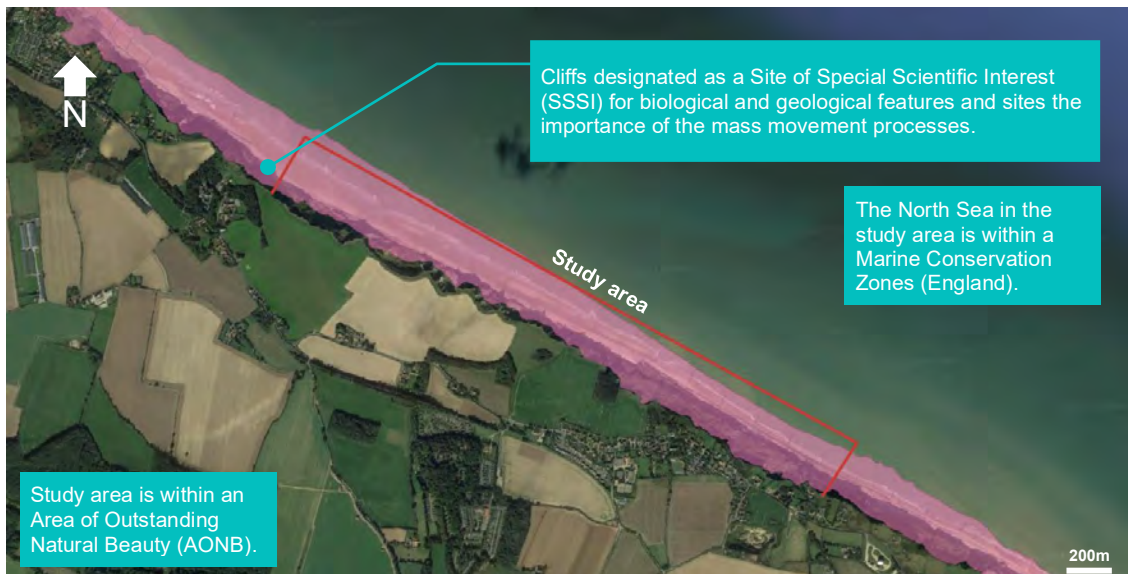 N
Cliffs designated as a Site of Special Scientific Interest
(SSSI) for biological and geological features and sites the
importance of the mass movement processes.
The North Sea in the
study area is within a
Marine Conservation
Zones (England).
Study area
Study area is within an
Area of Outstanding
Natural Beauty (AONB).
200m